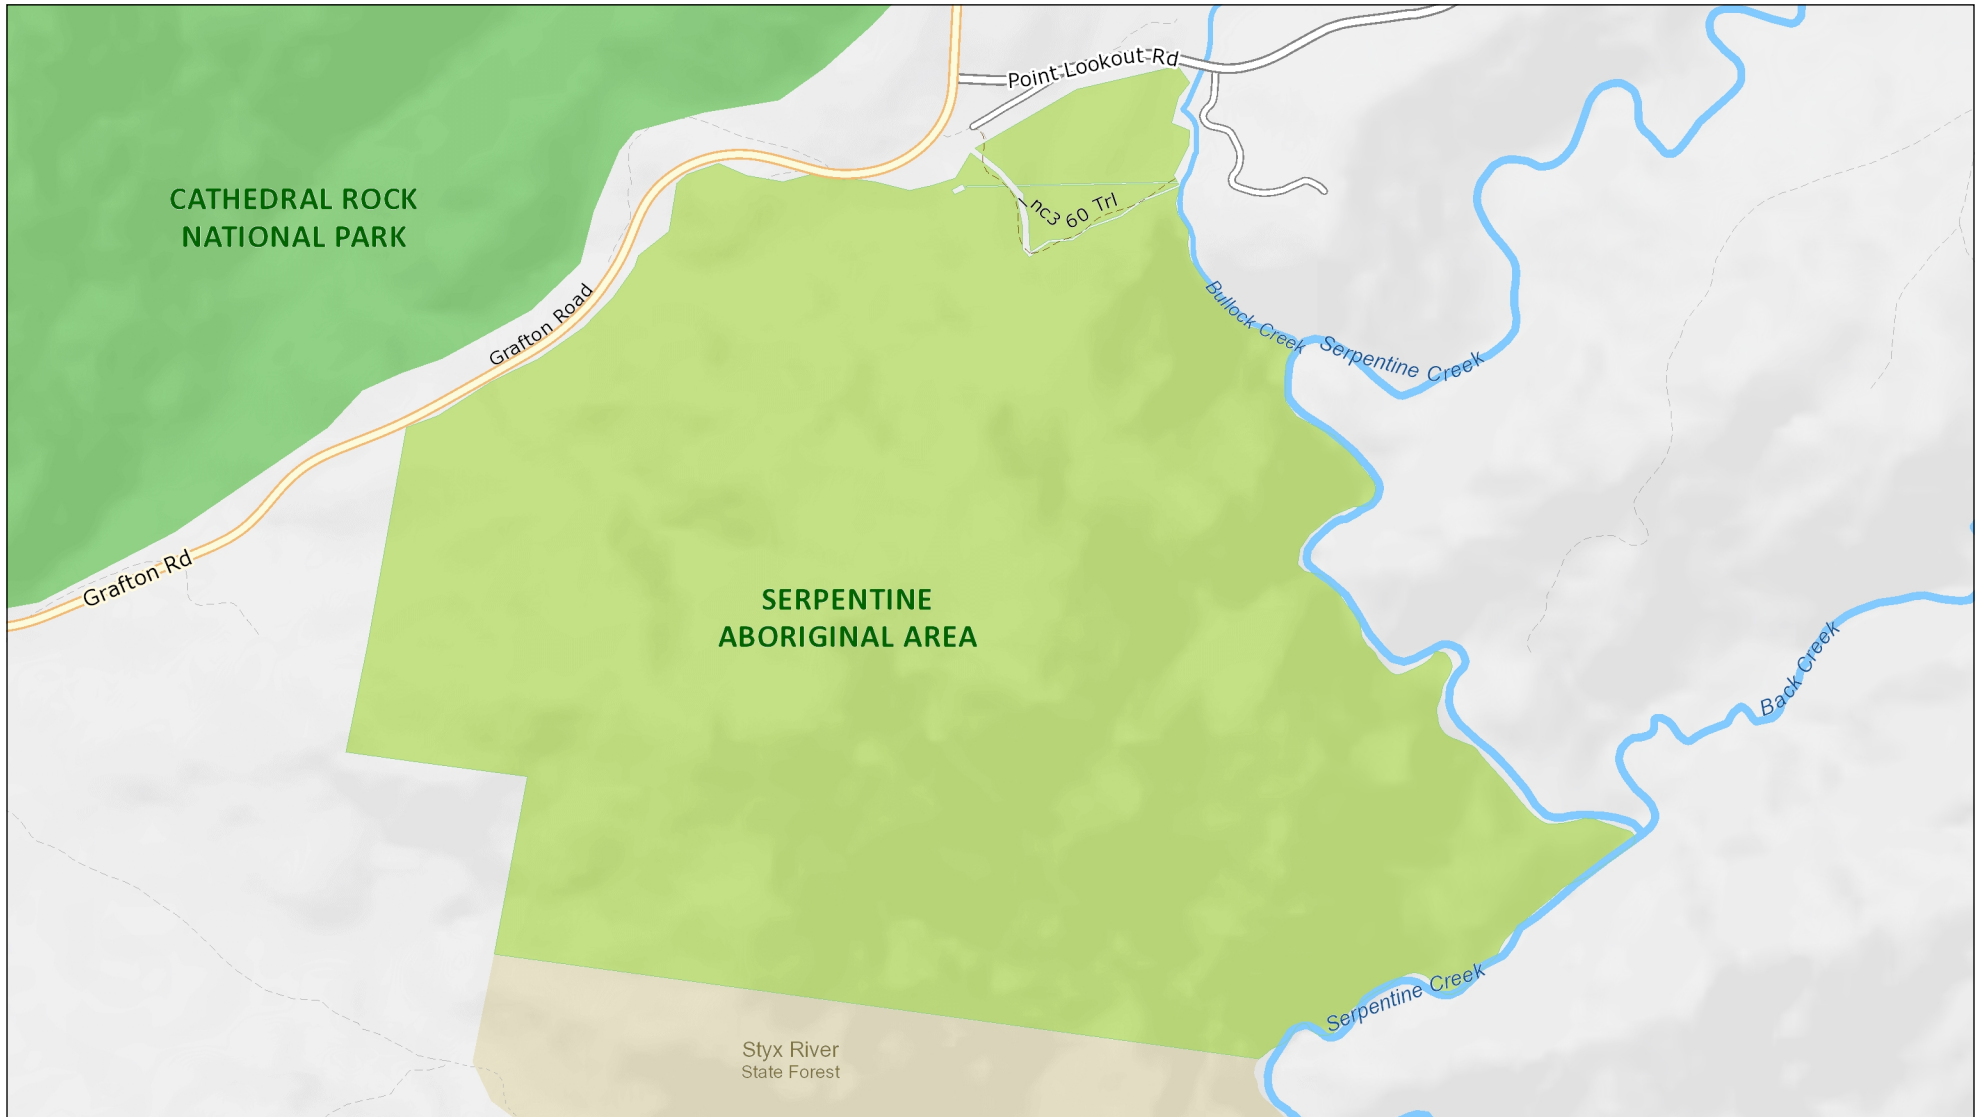 Point Lookout Rd
CATHEDRAL ROCK
NATIONAL PARK
nc3 60 Trl
Grafton Road
Bullock Creek
Serpentine Creek
Grafton Rd
SERPENTINE
ABORIGINAL AREA
Back Creek
Serpentine Creek
Styx River
State Forest